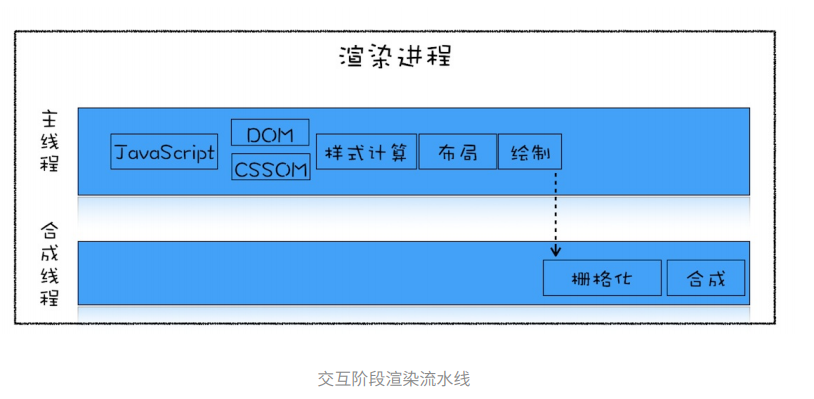 渲染进程
主线程
JavaScript
DOM
CSSOM
样式计算
布局
绘制
合成线程
栅格化
合成
交互阶段渲染流水线